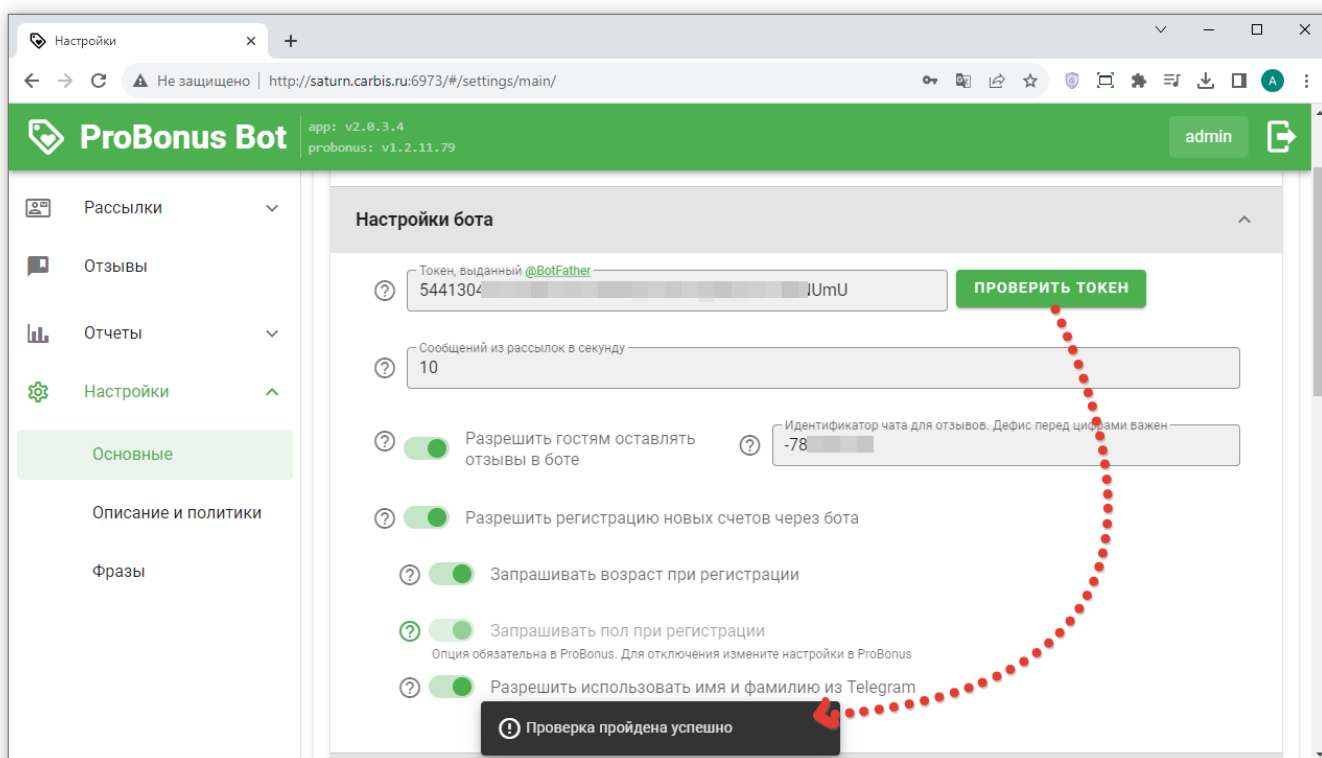 Настройки
Не защищено | http://saturn.carbis.ru:6973/#/settings/main/
A
ProBonus Bot
app: v2.0.3.4
probonus: v1.2.11.79
admin
Рассылки
Отзывы
Отчеты
Настройки
Основные
Описание и политики
Фразы
Настройки бота
Токен, выданный @BotFather
5441304 UmU
ПРОВЕРИТЬ ТОКЕН
Сообщений из рассылок в секунду
10
Разрешить гостям оставлять
отзывы в боте
Идентификатор чата для отзывов. Дефис перед цифрами важен
-78
Разрешить регистрацию новых счетов через бота
Запрашивать возраст при регистрации
Запрашивать пол при регистрации
Опция обязательна в ProBonus. Для отключения измените настройки в ProBonus
Разрешить использовать имя и фамилию из Telegram
Проверка пройдена успешно